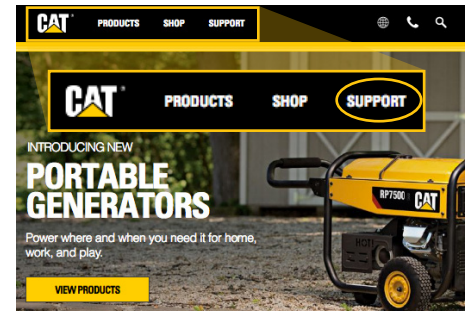 CAT PRODUCTS SHOP SUPPORT
CAT PRODUCTS SHOP SUPPORT
INTRODUCING NEW
PORTABLE
GENERATORS
Power where and when you need it for home,
work, and play.
VIEW PRODUCTS
RP7500 CAT
HOT!